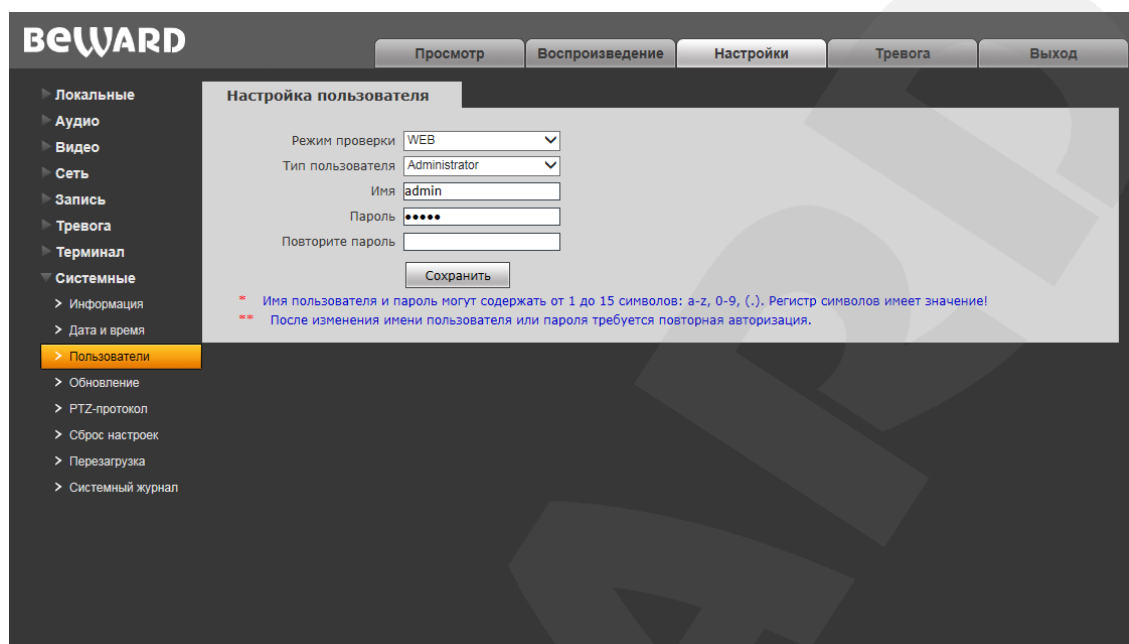 BEWARD
Просмотр
Воспроизведение
Настройки
Тревога
Выход
Локальные
Аудио
Видео
Сеть
Запись
Тревога
Терминал
Системные
Информация
Дата и время
Пользователи
Обновление
PTZ-протокол
Сброс настроек
Перезагрузка
Системный журнал
Настройка пользователя
Режим проверки WEB
Тип пользователя Administrator
Имя admin
Пароль •••••
Повторите пароль
Сохранить
* Имя пользователя и пароль могут содержать от 1 до 15 символов: a-z, 0-9, (.). Регистр символов имеет значение!
** После изменения имени пользователя или пароля требуется повторная авторизация.